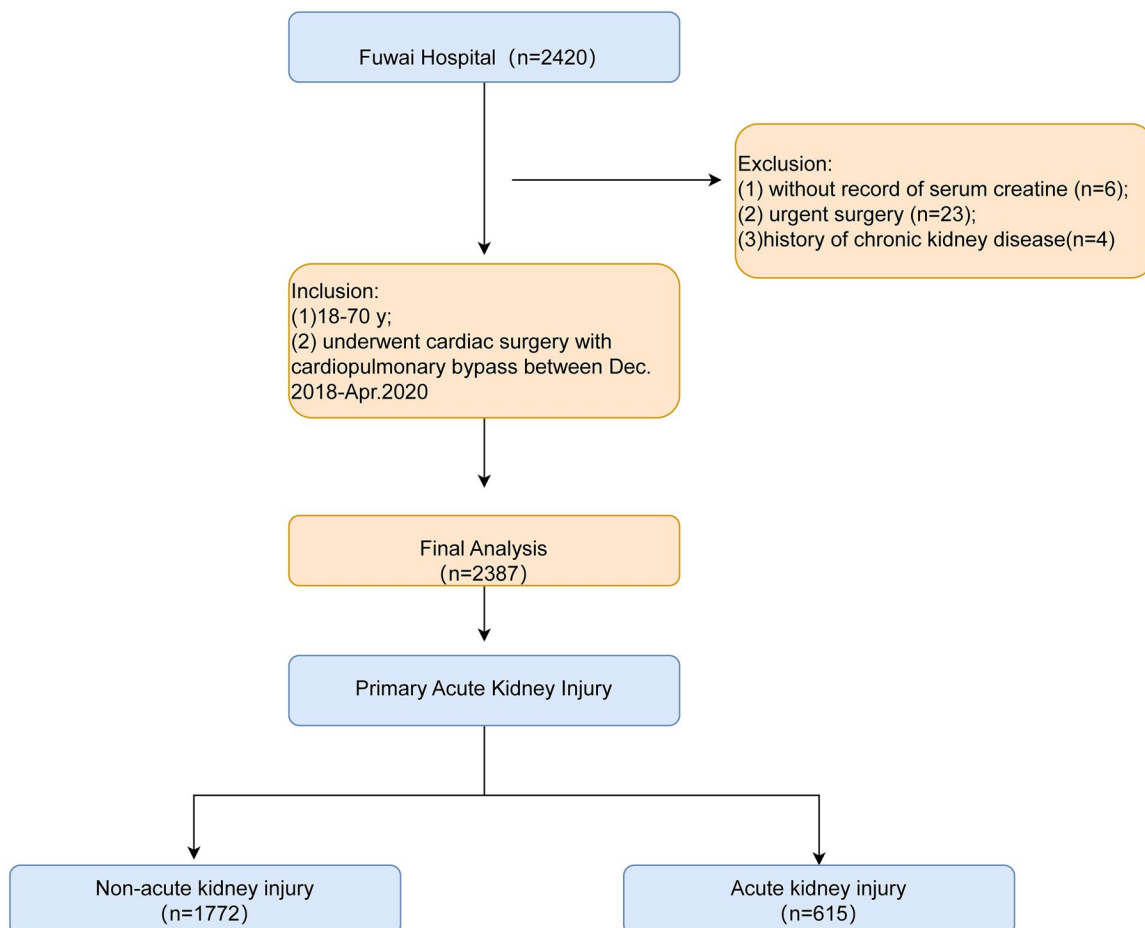 Fuwai Hospital（n=2420)
Exclusion:
(1) without record of serum creatine (n=6);
(2) urgent surgery (n=23);
(3)history of chronic kidney disease(n=4)
Inclusion:
(1)18-70 y;
(2) underwent cardiac surgery with
cardiopulmonary bypass between Dec.
2018-Apr.2020
Final Analysis
（n=2387）
Primary Acute Kidney Injury
Non-acute kidney injury
（n=1772）
Acute kidney injury
（n=615）